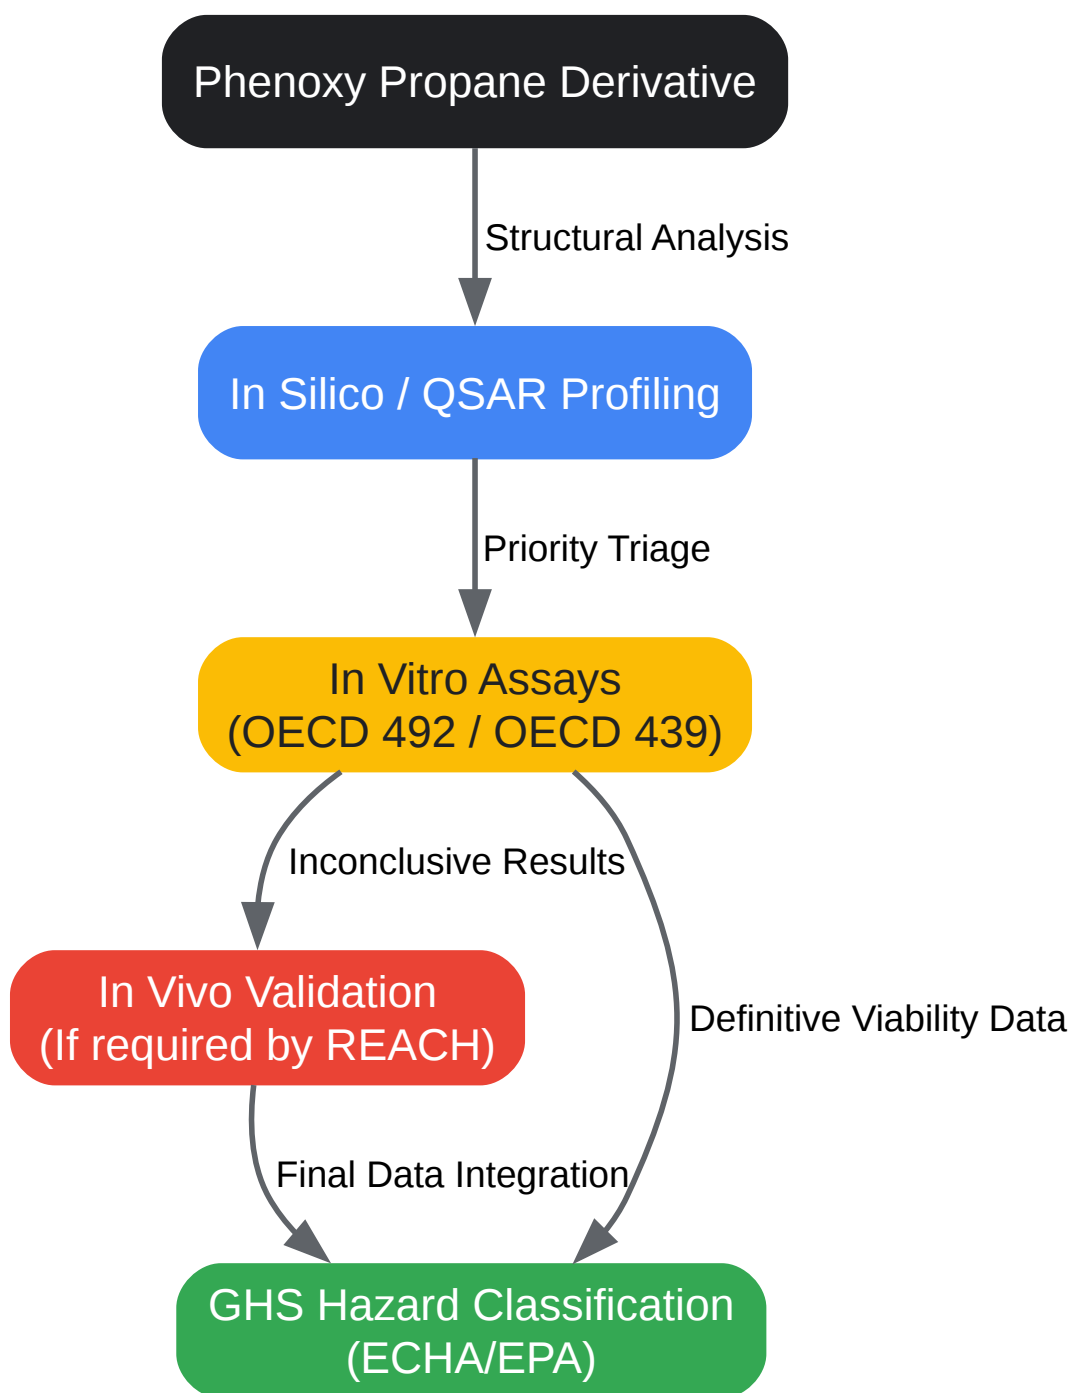 Phenoxy Propane Derivative
Structural Analysis
In Silico / QSAR Profiling
Priority Triage
In Vitro Assays
(OECD 492 / OECD 439)
Inconclusive Results
In Vivo Validation
(If required by REACH)
Definitive Viability Data
Final Data Integration
GHS Hazard Classification
(ECHA/EPA)